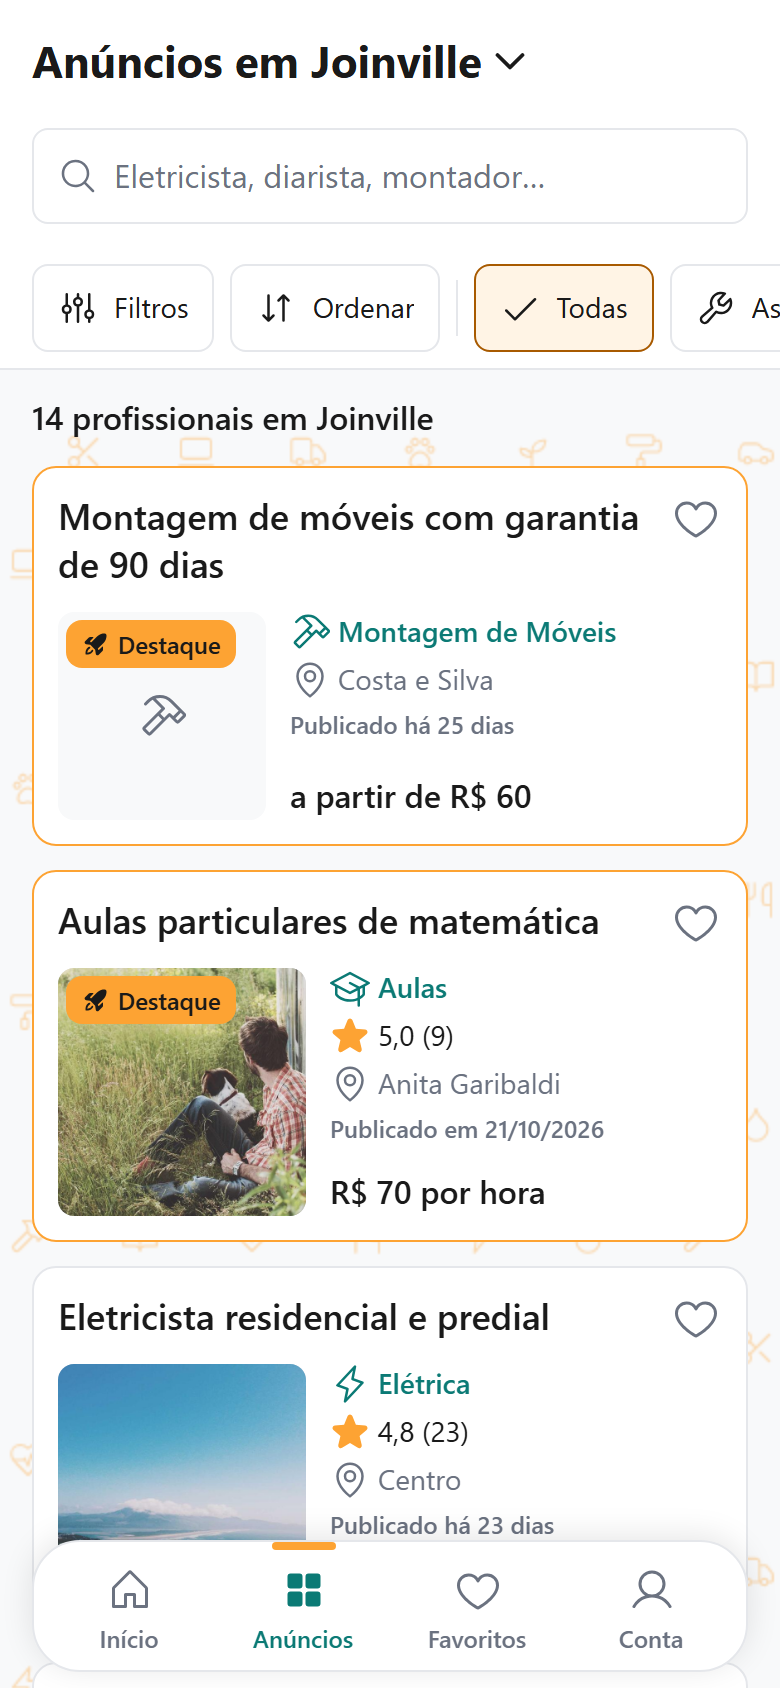 Anúncios em Joinville
Eletricista, diarista, montador...
Filtros
Ordenar
Todas
As
14 profissionais em Joinville
Montagem de móveis com garantia
de 90 dias
Destaque
Montagem de Móveis
Costa e Silva
Publicado há 25 dias
a partir de R$ 60
Aulas particulares de matemática
Destaque
Aulas
5,0 (9)
Anita Garibaldi
Publicado em 21/10/2026
R$ 70 por hora
Eletricista residencial e predial
Elétrica
4,8 (23)
Centro
Publicado há 23 dias
Início
Anúncios
Favoritos
Conta